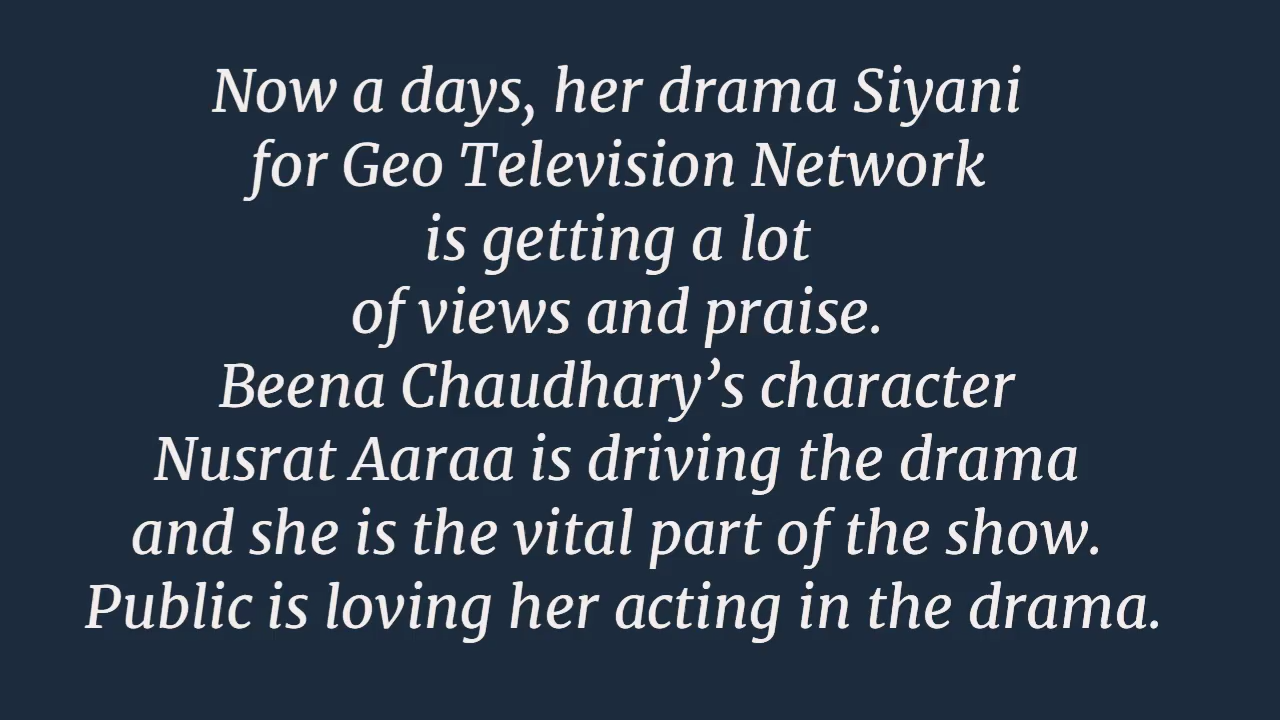 Now a days, her drama Siyani
for Geo Television Network
is getting a lot
of views and praise.
Beena Chaudhary’s character
Nusrat Aaraa is driving the drama
and she is the vital part of the show.
Public is loving her acting in the drama.